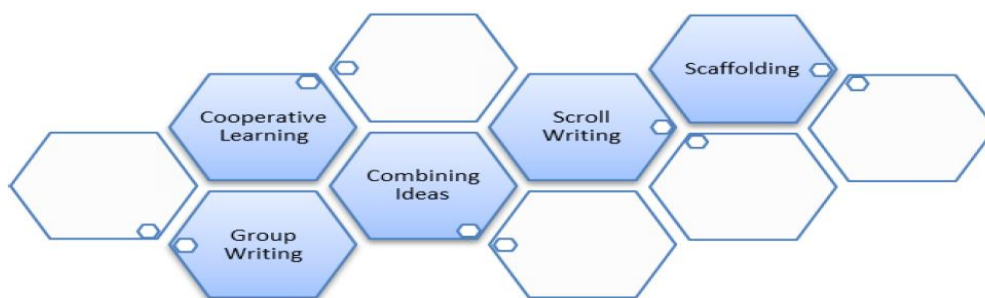 Scaffolding
Cooperative
Learning
Scroll
Writing
Combining
Ideas
Group
Writing